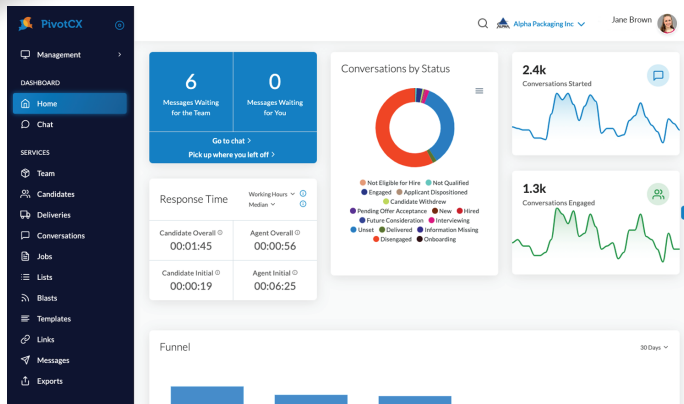 PivotCX
Alpha Packaging Inc
Jane Brown
Management
DASHBOARD
Home
Chat
SERVICES
Team
Candidates
Deliveries
Conversations
Jobs
Lists
Blasts
Templates
Links
Messages
Exports
6
Messages Waiting
for the Team
0
Messages Waiting
for You
Go to chat >
Pick up where you left off >
Response Time
Working Hours
Median
Candidate Overall
00:01:45
Agent Overall
00:00:56
Candidate Initial
00:00:19
Agent Initial
00:06:25
Conversations by Status
Not Eligible for Hire Not Qualified
Engaged Applicant Dispositioned
Candidate Withdrew
Pending Offer Acceptance New Hired
Future Consideration Interviewing
Unset Delivered Information Missing
Disengaged Onboarding
2.4k
Conversations Started
1.3k
Conversations Engaged
Funnel
30 Days